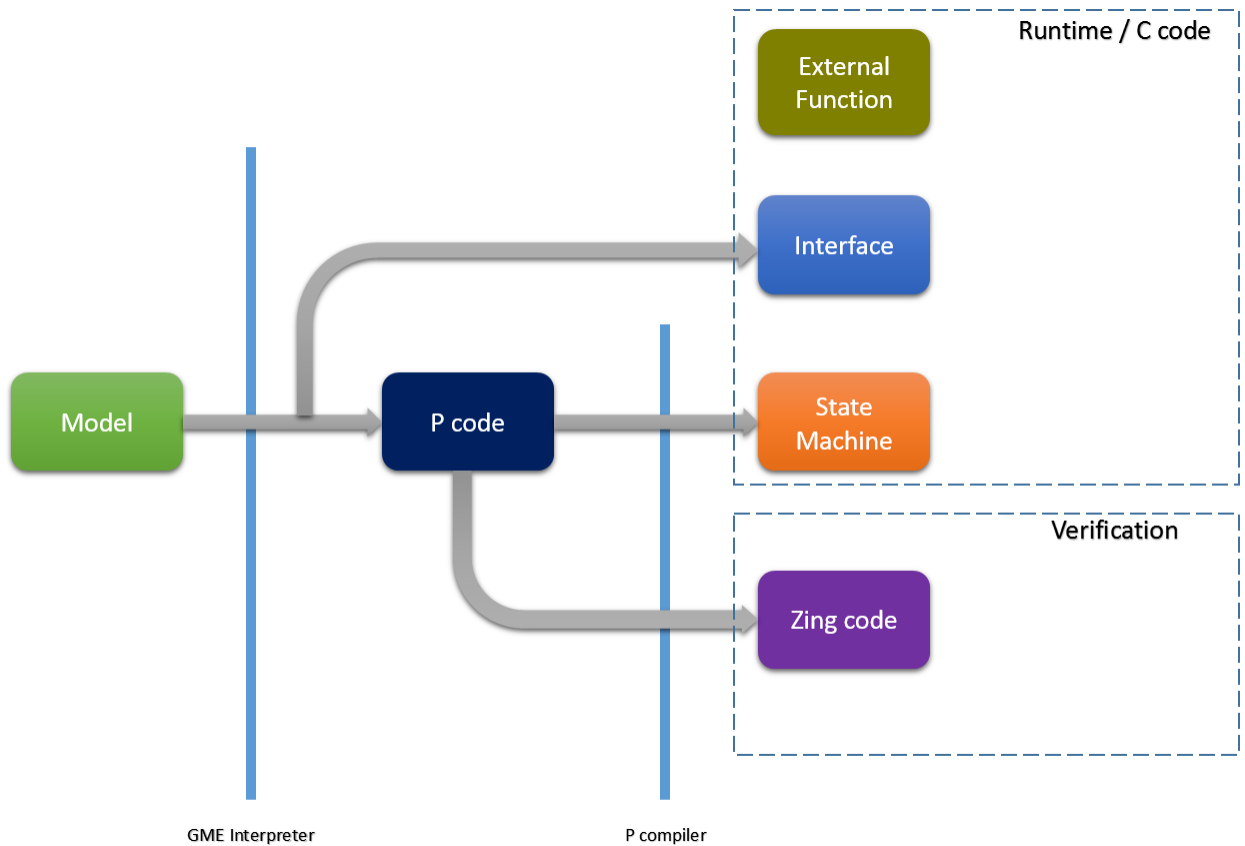 Runtime / C code
External
Function
Interface
Model
P code
State
Machine
Verification
Zing code
GME Interpreter
P compiler